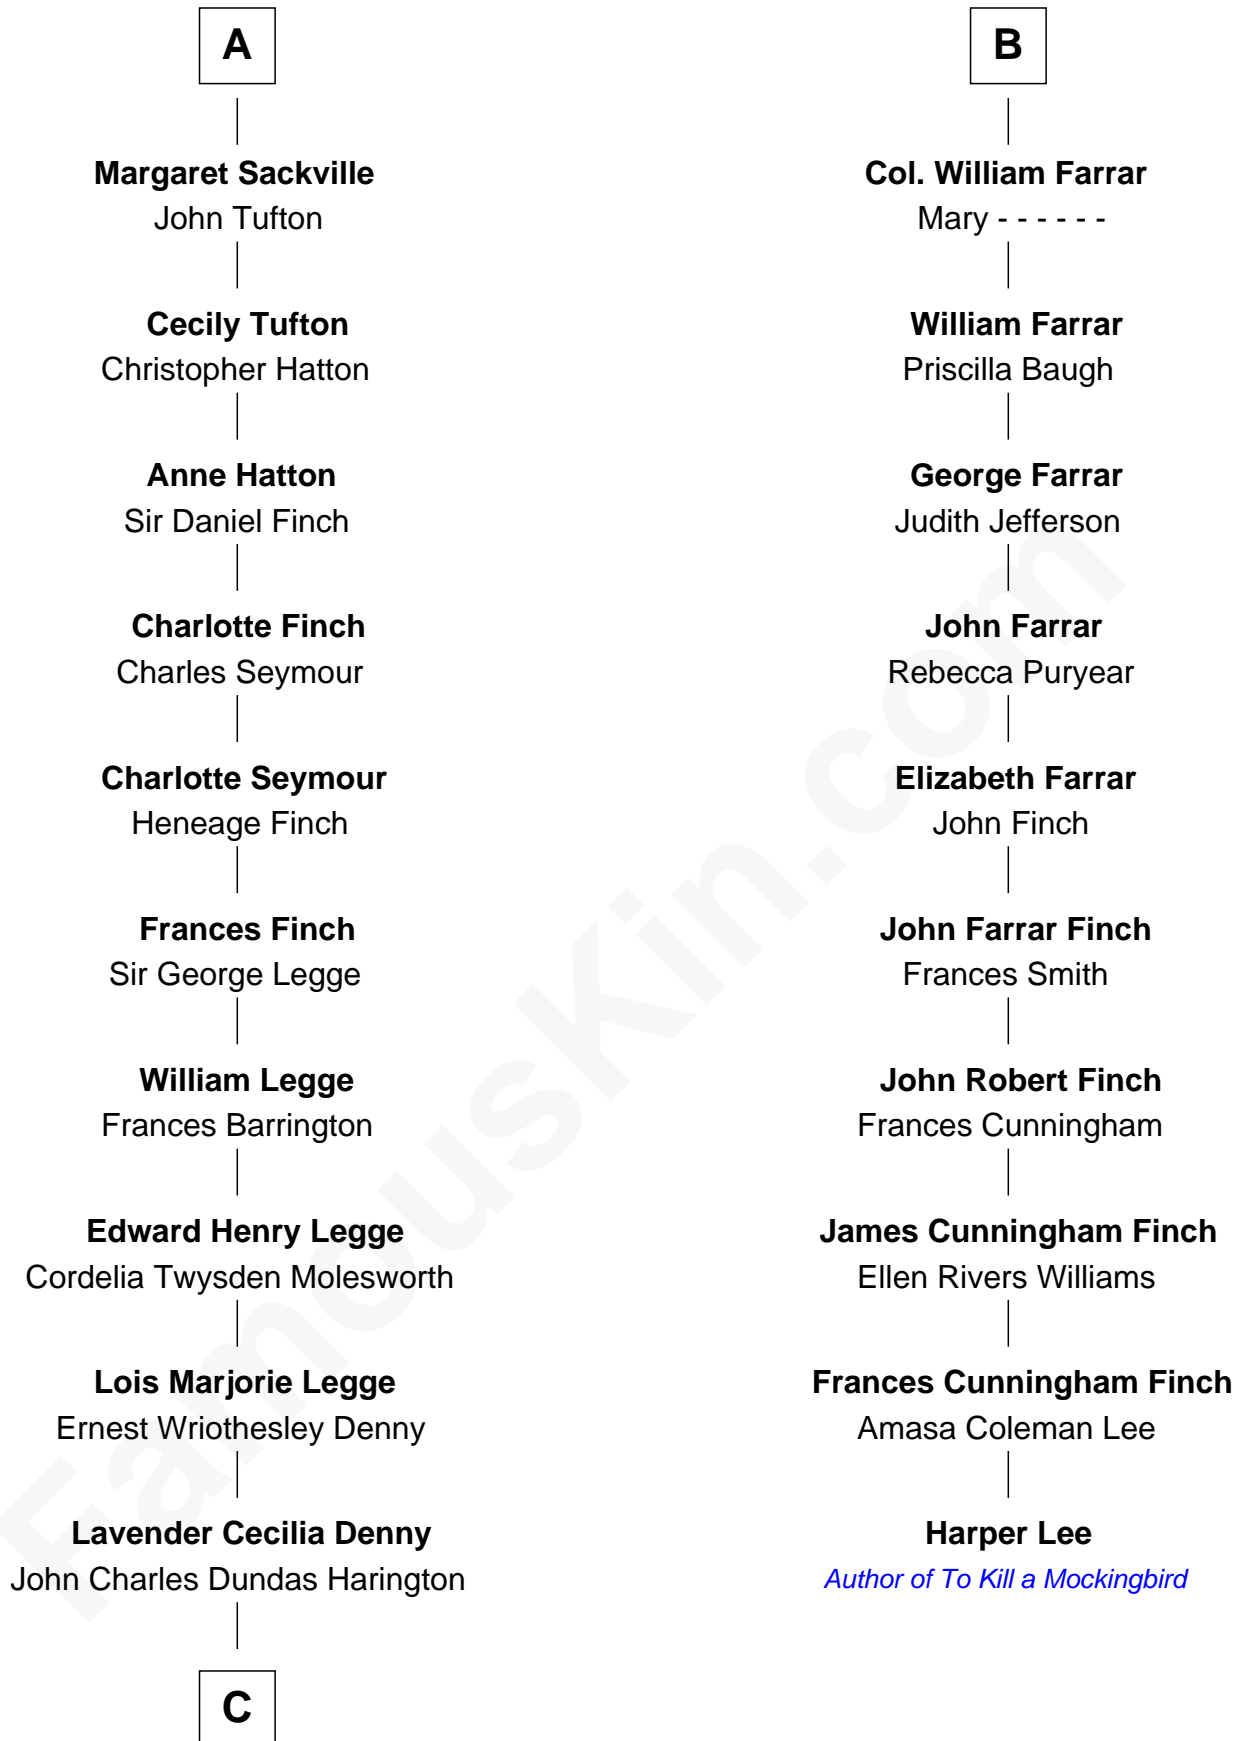 A
Margaret Sackville
John Tufton
Cecily Tufton
Christopher Hatton
Anne Hatton
Sir Daniel Finch
Charlotte Finch
Charles Seymour
Charlotte Seymour
Heneage Finch
Frances Finch
Sir George Legge
William Legge
Frances Barrington
Edward Henry Legge
Cordelia Twysden Molesworth
Lois Marjorie Legge
Ernest Wriothesley Denny
Lavender Cecilia Denny
John Charles Dundas Harington
C
B
Col. William Farrar
Mary - - - - - -
William Farrar
Priscilla Baugh
George Farrar
Judith Jefferson
John Farrar
Rebecca Puryear
Elizabeth Farrar
John Finch
John Farrar Finch
Frances Smith
John Robert Finch
Frances Cunningham
James Cunningham Finch
Ellen Rivers Williams
Frances Cunningham Finch
Amasa Coleman Lee
Harper Lee
Author of To Kill a Mockingbird
FamousKin.com